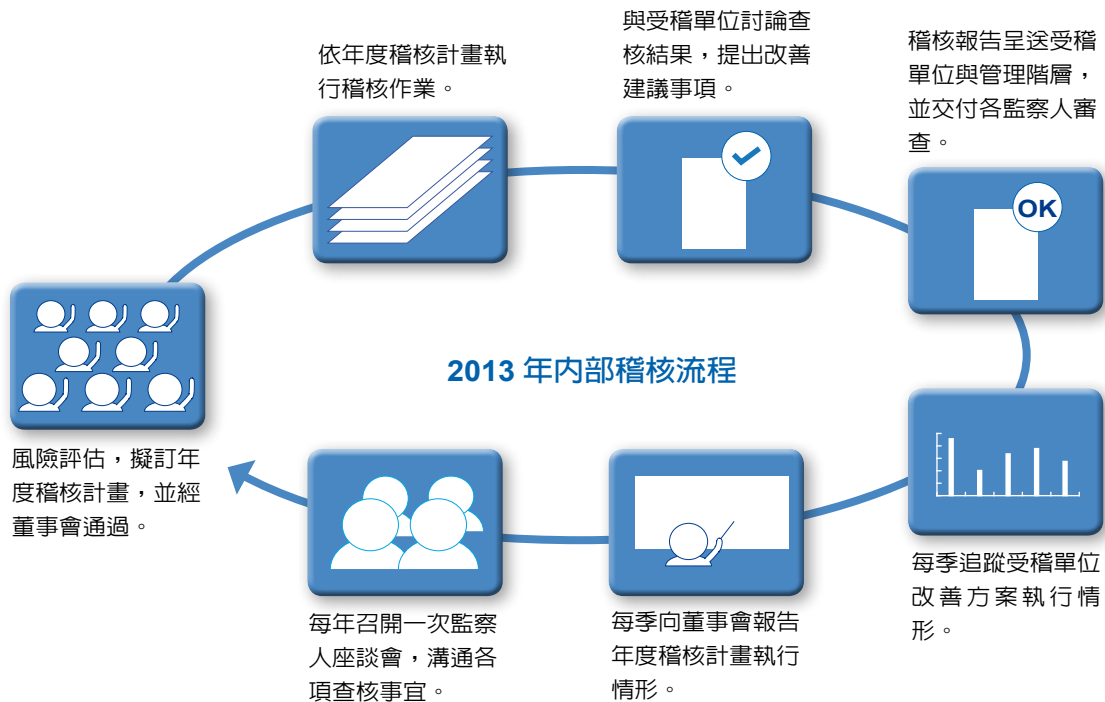 風險評估，擬訂年
度稽核計畫，並經
董事會通過。
依年度稽核計畫執
行稽核作業。
與受稽單位討論查
核結果，提出改善
建議事項。
稽核報告呈送受稽
單位與管理階層，
並交付各監察人審
查。
OK
2013 年內部稽核流程
每季追蹤受稽單位
改善方案執行情
形。
每季向董事會報告
年度稽核計畫執行
情形。
每年召開一次監察
人座談會，溝通各
項查核事宜。